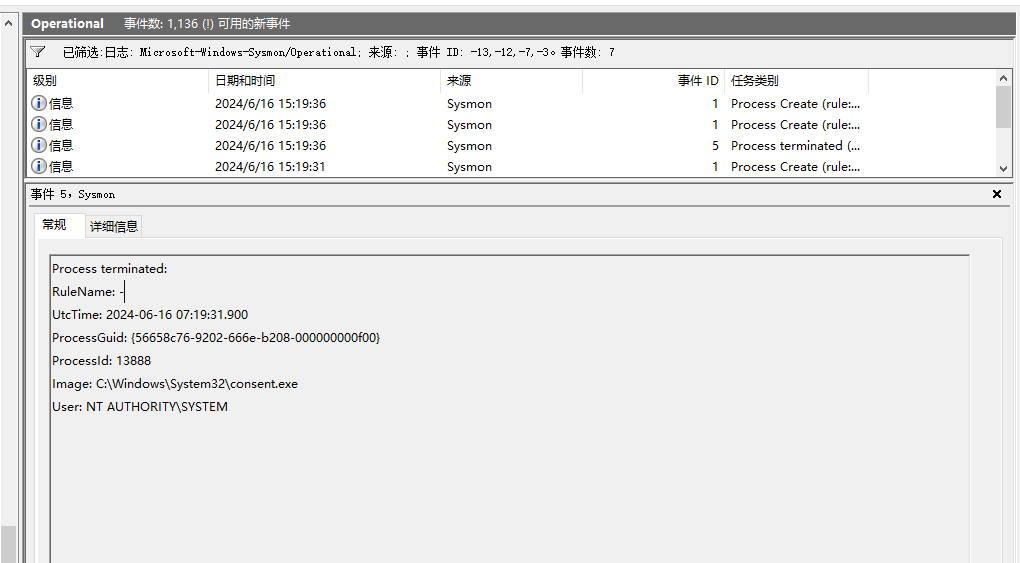 Operational 事件数: 1,136 (!) 可用的新事件
已筛选:日志: Microsoft-Windows-Sysmon/Operational; 来源: ; 事件 ID: -13,-12,-7,-3。事件数: 7
级别 日期和时间 来源 事件 ID 任务类别
信息 2024/6/16 15:19:36 Sysmon 1 Process Create (rule:...
信息 2024/6/16 15:19:36 Sysmon 1 Process Create (rule:...
信息 2024/6/16 15:19:36 Sysmon 5 Process terminated (...
信息 2024/6/16 15:19:31 Sysmon 1 Process Create (rule:...
事件 5，Sysmon
常规 详细信息
Process terminated:
RuleName: -
UtcTime: 2024-06-16 07:19:31.900
ProcessGuid: {56658c76-9202-666e-b208-000000000f00}
ProcessId: 13888
Image: C:\Windows\System32\consent.exe
User: NT AUTHORITY\SYSTEM